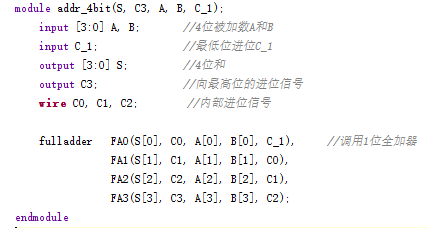 module addr_4bit(S, C3, A, B, C_1);
input [3:0] A, B; //4位被加数A和B
input C_1; //最低位进位C_1
output [3:0] S; //4位和
output C3; //向最高位的进位信号
wire C0, C1, C2; //内部进位信号
fulladder FA0(S[0], C0, A[0], B[0], C_1), //调用1位全加器
FA1(S[1], C1, A[1], B[1], C0),
FA2(S[2], C2, A[2], B[2], C1),
FA3(S[3], C3, A[3], B[3], C2);
endmodule